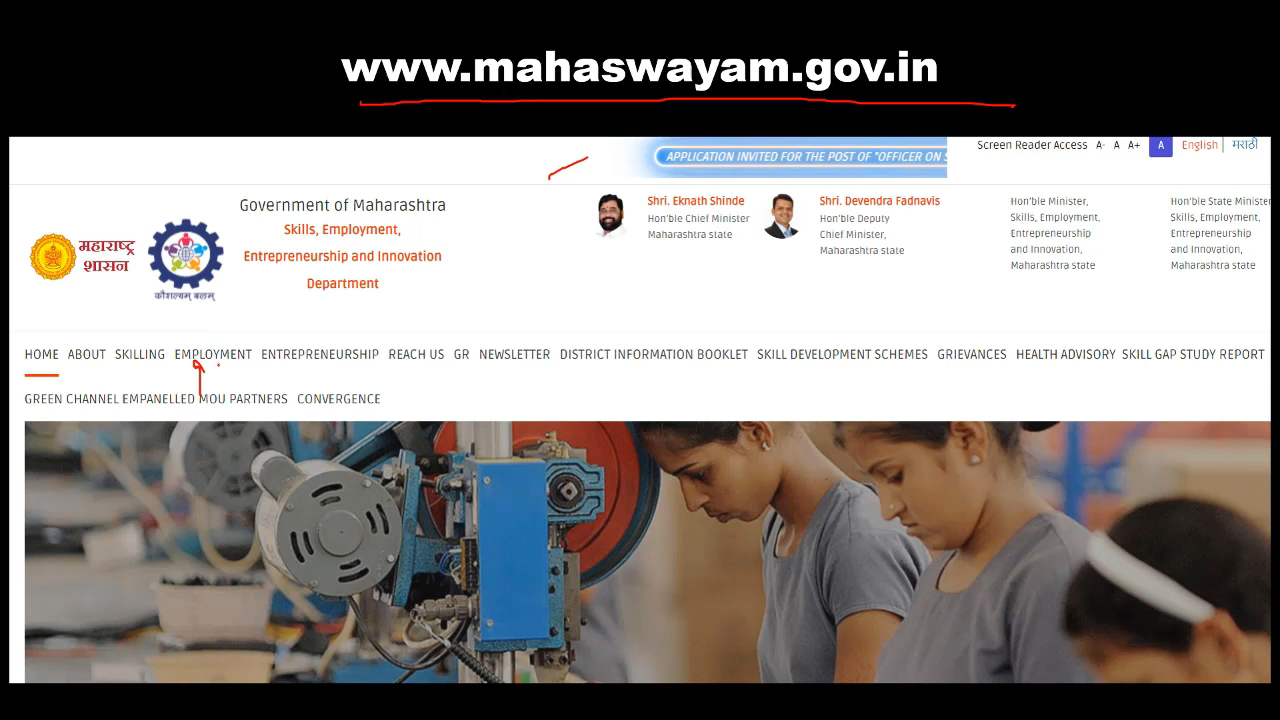 www.mahaswayam.gov.in
APPLICATION INVITED FOR THE POST OF "OFFICER ON
Screen Reader Access A- A A+ A English | मराठी
महाराष्ट्र
शासन
कौशल्यम् बलम्
Government of Maharashtra
Skills, Employment,
Entrepreneurship and Innovation
Department
Shri. Eknath Shinde
Hon'ble Chief Minister
Maharashtra state
Shri. Devendra Fadnavis
Hon'ble Deputy
Chief Minister,
Maharashtra state
Hon'ble Minister,
Skills, Employment,
Entrepreneurship
and Innovation,
Maharashtra state
Hon'ble State Minister
Skills, Employment,
Entrepreneurship
and Innovation,
Maharashtra state
HOME ABOUT SKILLING EMPLOYMENT ENTREPRENEURSHIP REACH US GR NEWSLETTER DISTRICT INFORMATION BOOKLET SKILL DEVELOPMENT SCHEMES GRIEVANCES HEALTH ADVISORY SKILL GAP STUDY REPORT
GREEN CHANNEL EMPANELLED MOU PARTNERS CONVERGENCE